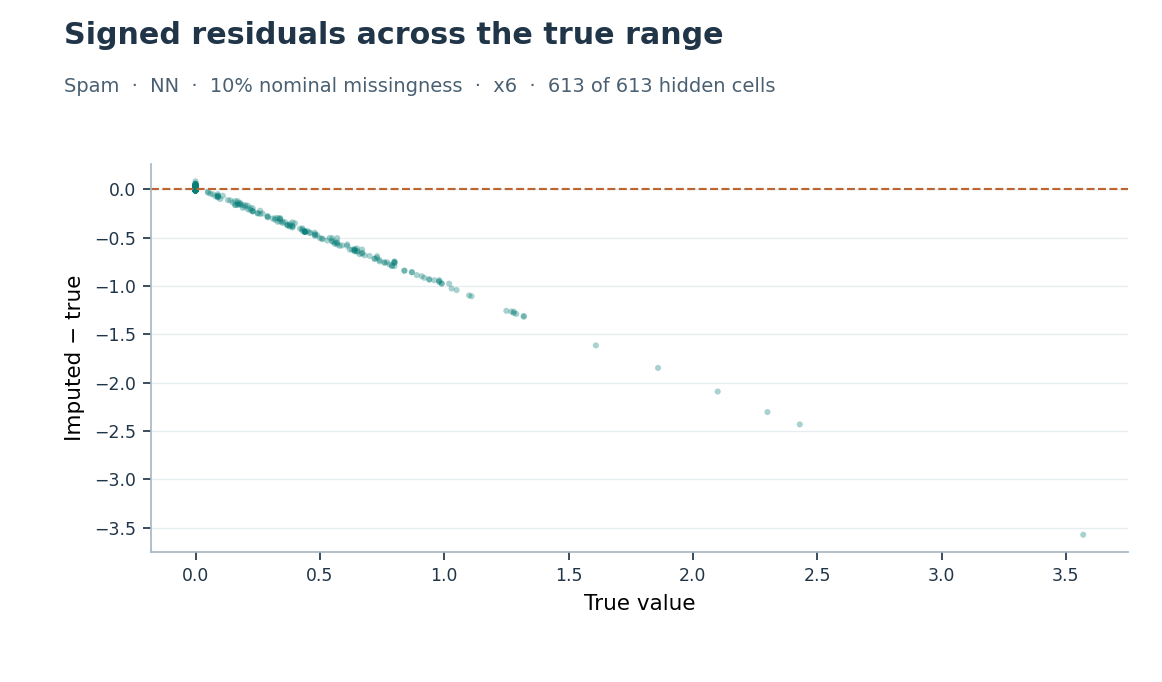 Signed residuals across the true range
Spam · NN · 10% nominal missingness · x6 · 613 of 613 hidden cells
Imputed − true
0.0
−0.5
−1.0
−1.5
−2.0
−2.5
−3.0
−3.5
0.0 0.5 1.0 1.5 2.0 2.5 3.0 3.5
True value